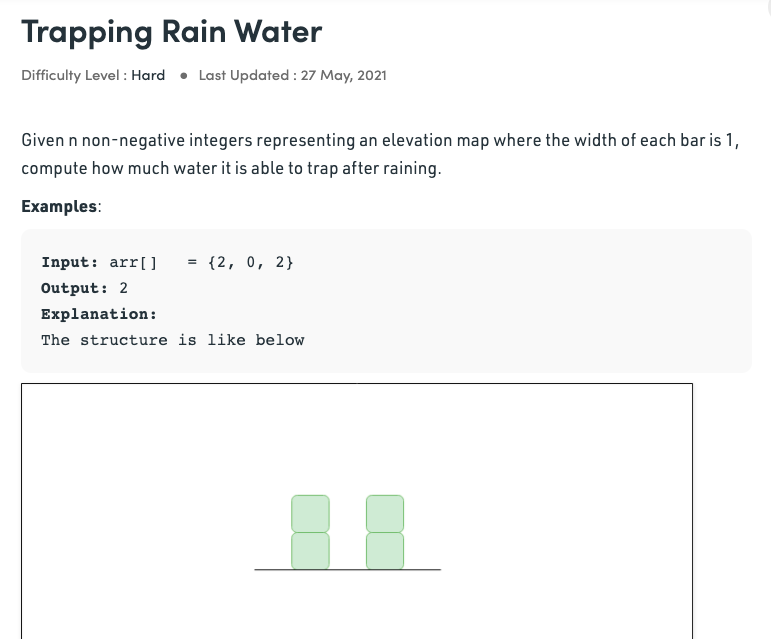 Trapping Rain Water
Difficulty Level : Hard ● Last Updated : 27 May, 2021
Given n non-negative integers representing an elevation map where the width of each bar is 1,
compute how much water it is able to trap after raining.
Examples:
Input: arr[]   = {2, 0, 2}
Output: 2
Explanation:
The structure is like below